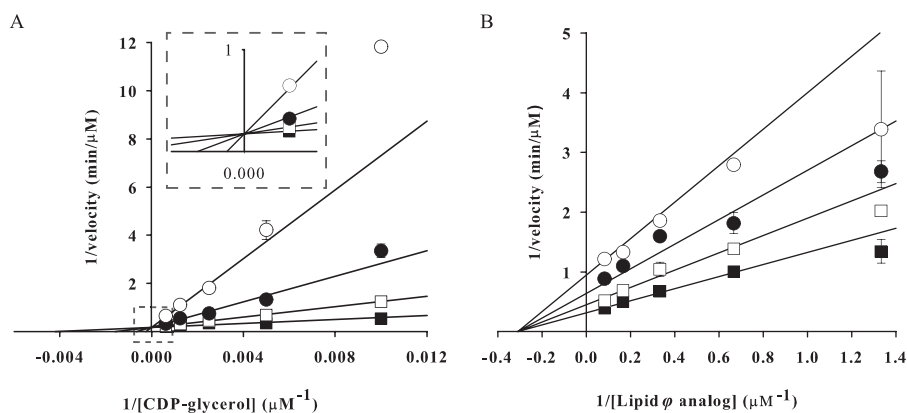 A
1/velocity (min/μM)
12
10
8
6
4
2
1
0.000
-0.004 0.000 0.004 0.008 0.012
1/[CDP-glycerol] (μM⁻¹)
B
1/velocity (min/μM)
5
4
3
2
1
-0.4 -0.2 0.0 0.2 0.4 0.6 0.8 1.0 1.2 1.4
1/[Lipid φ analog] (μM⁻¹)